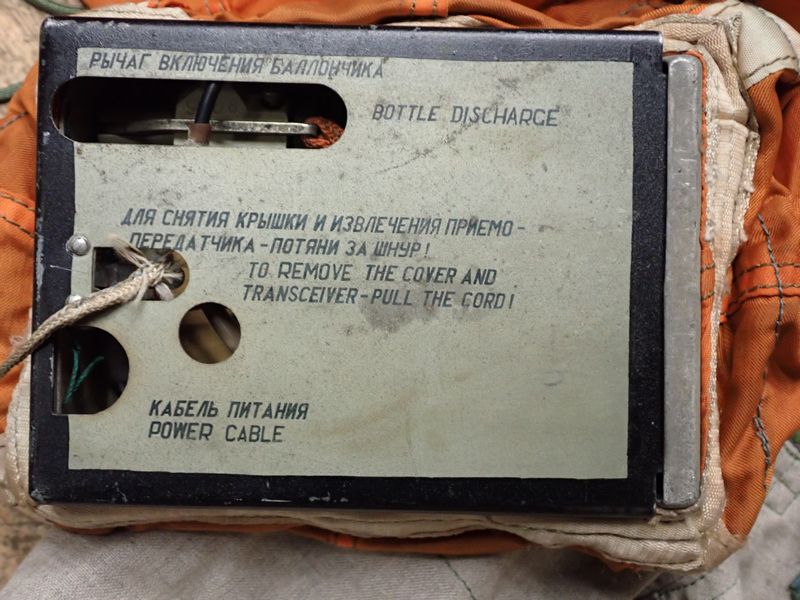 РЫЧАГ ВКЛЮЧЕНИЯ БАЛЛОНЧИКА
BOTTLE DISCHARGE
ДЛЯ СНЯТИЯ КРЫШКИ И ИЗВЛЕЧЕНИЯ ПРИЕМО-
ПЕРЕДАТЧИКА-ПОТЯНИ ЗА ШНУР!
TO REMOVE THE COVER AND
TRANSCEIVER-PULL THE CORD!
КАБЕЛЬ ПИТАНИЯ
POWER CABLE